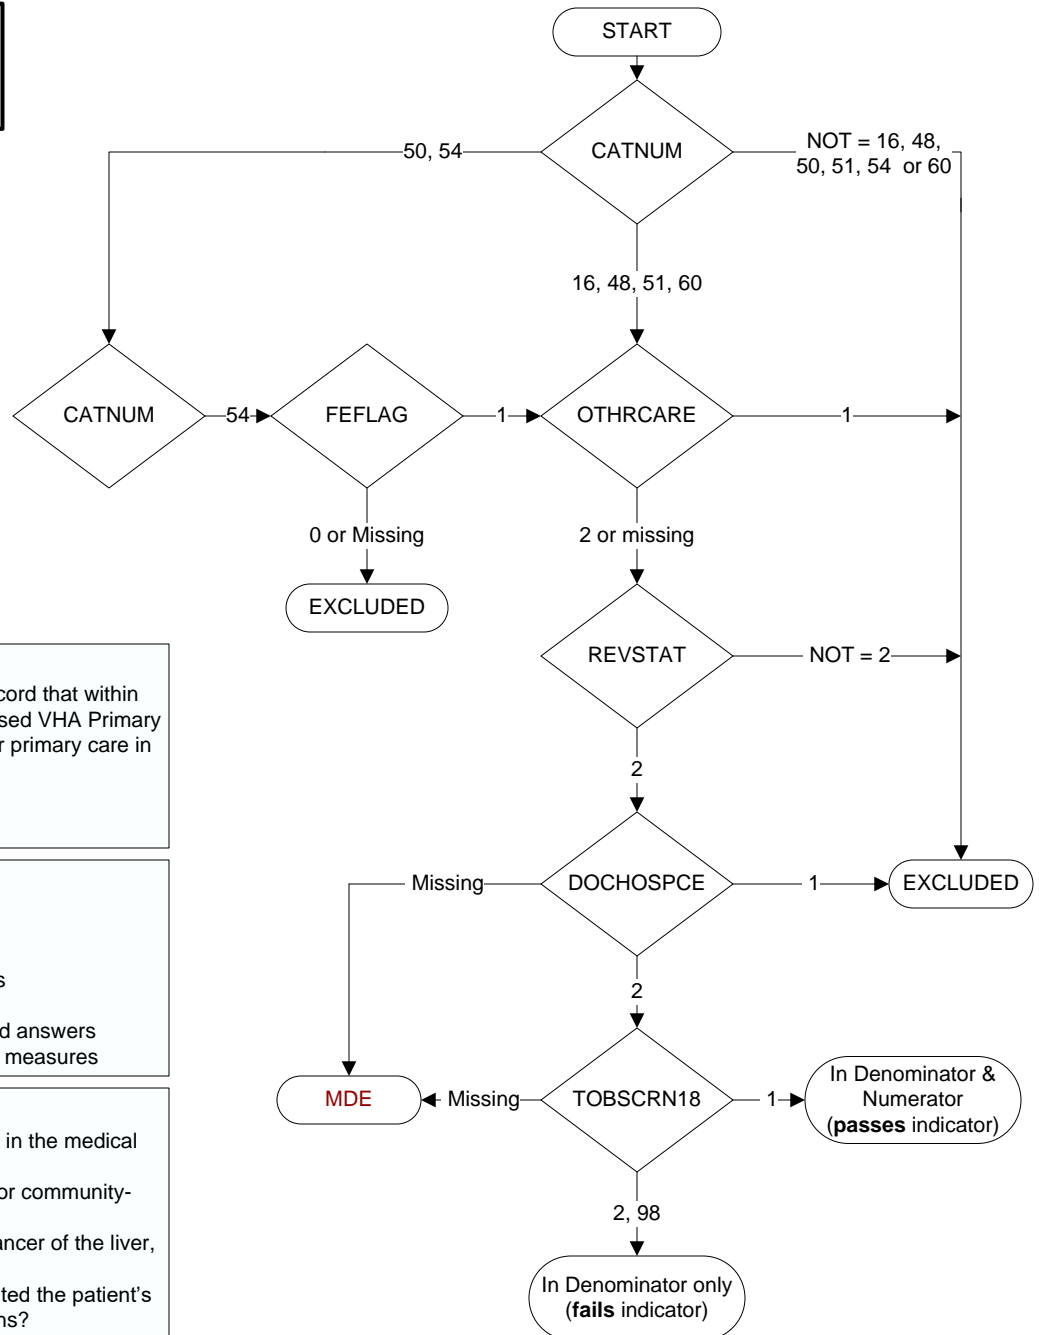 START
CATNUM
50, 54
NOT = 16, 48,
50, 51, 54  or 60
16, 48, 51, 60
CATNUM
54
FEFLAG
1
OTHRCARE
1
0 or Missing
2 or missing
EXCLUDED
REVSTAT
NOT = 2
2
Missing
DOCHOSPCE
1
EXCLUDED
2
MDE
Missing
TOBSCRN18
1
In Denominator &
Numerator
(passes indicator)
2, 98
In Denominator only
(fails indicator)
cord that within
sed VHA Primary
r primary care in
s
d answers
measures
in the medical
or community-
ancer of the liver,
ted the patient's
ns?